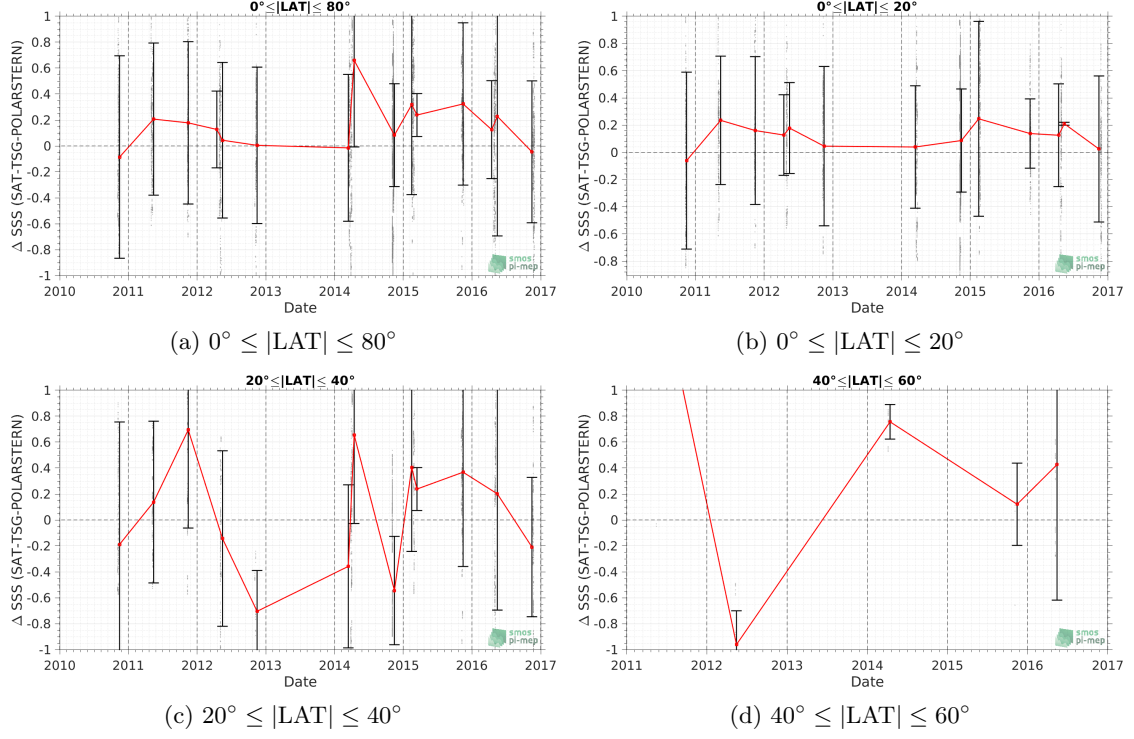 0°≤|LAT|≤ 80°
Δ SSS (SAT-TSG-POLARSTERN)
1
0.8
0.6
0.4
0.2
0
-0.2
-0.4
-0.6
-0.8
-1
2010 2011 2012 2013 2014 2015 2016 2017
Date
smos
pi-mep
(a) 0° ≤ |LAT| ≤ 80°
0°≤|LAT|≤ 20°
Δ SSS (SAT-TSG-POLARSTERN)
1
0.8
0.6
0.4
0.2
0
-0.2
-0.4
-0.6
-0.8
2010 2011 2012 2013 2014 2015 2016 2017
Date
smos
pi-mep
(b) 0° ≤ |LAT| ≤ 20°
20°≤|LAT|≤ 40°
Δ SSS (SAT-TSG-POLARSTERN)
1
0.8
0.6
0.4
0.2
0
-0.2
-0.4
-0.6
-0.8
-1
2010 2011 2012 2013 2014 2015 2016 2017
Date
smos
pi-mep
(c) 20° ≤ |LAT| ≤ 40°
40°≤|LAT|≤ 60°
Δ SSS (SAT-TSG-POLARSTERN)
1
0.8
0.6
0.4
0.2
0
-0.2
-0.4
-0.6
-0.8
-1
2011 2012 2013 2014 2015 2016 2017
Date
smos
pi-mep
(d) 40° ≤ |LAT| ≤ 60°